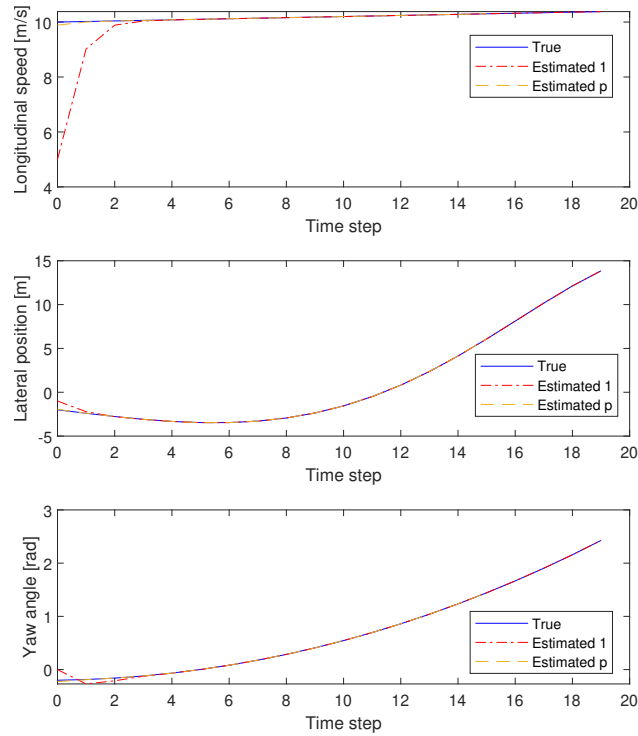 Longitudinal speed [m/s]
10
8
6
4
True
Estimated 1
Estimated p
0 2 4 6 8 10 12 14 16 18 20
Time step
Lateral position [m]
15
10
5
0
-5
True
Estimated 1
Estimated p
0 2 4 6 8 10 12 14 16 18 20
Time step
Yaw angle [rad]
3
2
1
0
True
Estimated 1
Estimated p
0 2 4 6 8 10 12 14 16 18 20
Time step